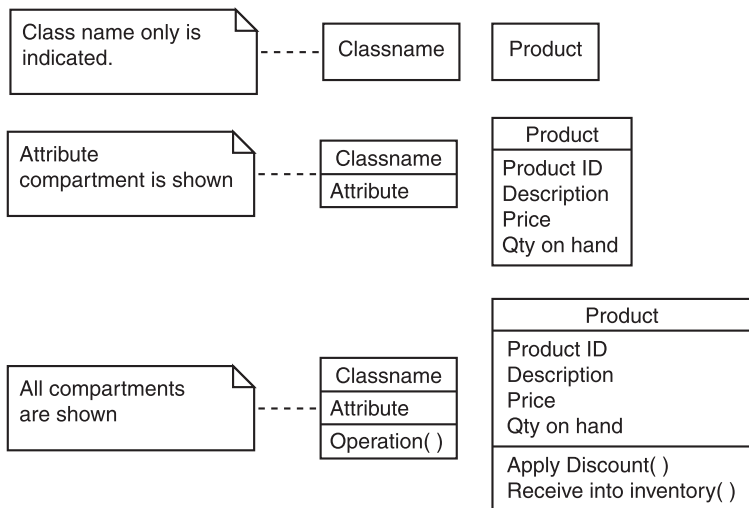 Class name only is
indicated.
Classname
Product
Attribute
compartment is shown
Classname
Attribute
Product
Product ID
Description
Price
Qty on hand
All compartments
are shown
Classname
Attribute
Operation( )
Product
Product ID
Description
Price
Qty on hand
Apply Discount( )
Receive into inventory( )